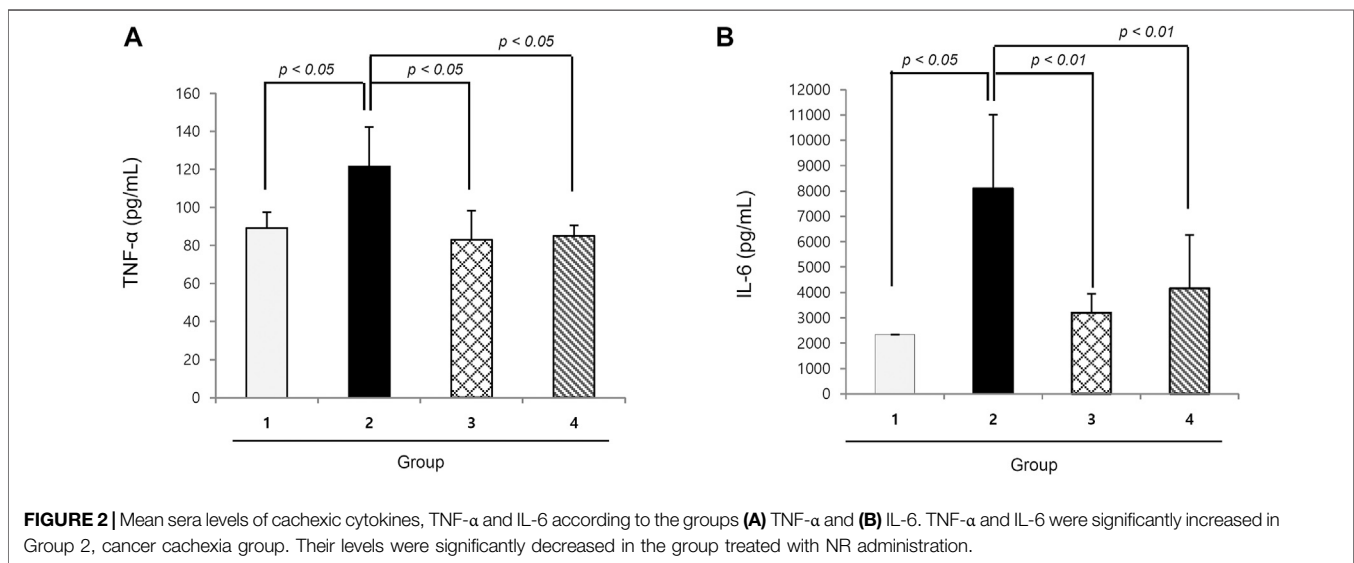 A
p < 0.05
p < 0.05
p < 0.05
TNF-α (pg/mL)
160
140
120
100
80
60
40
20
0
1 2 3 4
Group
B
p < 0.01
p < 0.05
p < 0.01
IL-6 (pg/mL)
12000
11000
10000
9000
8000
7000
6000
5000
4000
3000
2000
1000
0
1 2 3 4
Group
FIGURE 2 | Mean sera levels of cachexic cytokines, TNF-α and IL-6 according to the groups (A) TNF-α and (B) IL-6. TNF-α and IL-6 were significantly increased in
Group 2, cancer cachexia group. Their levels were significantly decreased in the group treated with NR administration.